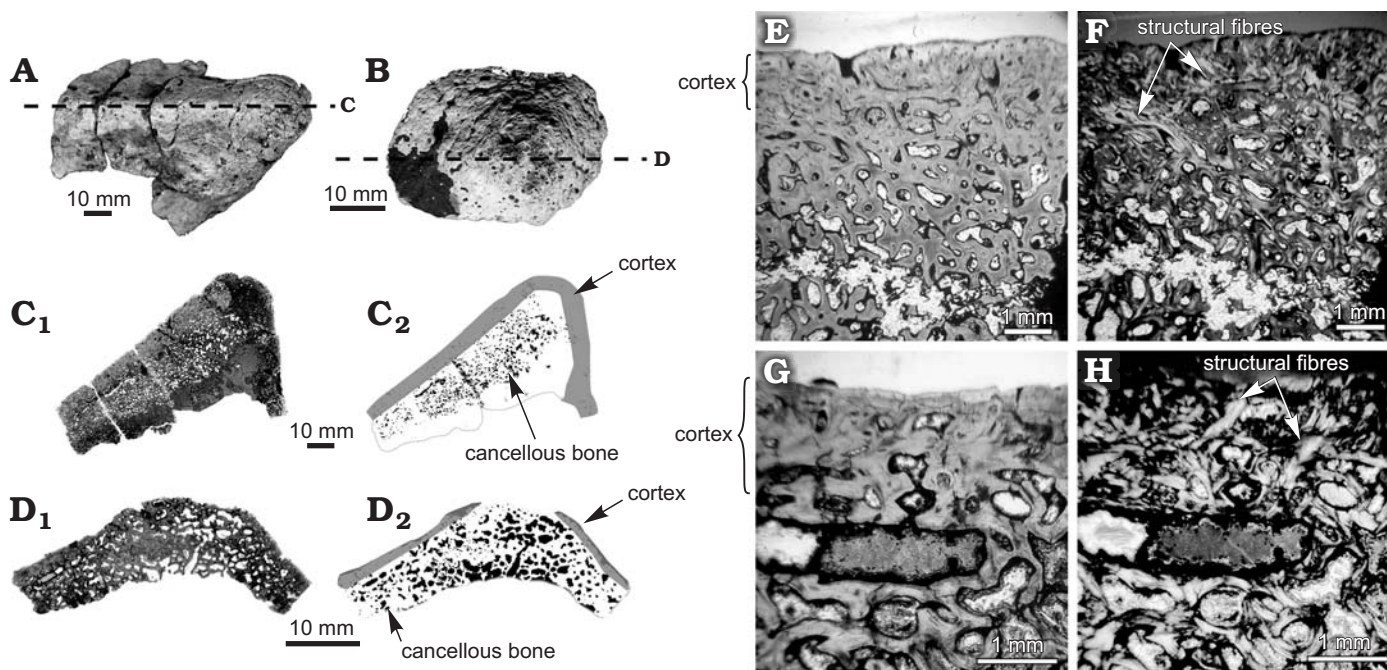 A
C
10 mm
B
D
10 mm
C1
10 mm
C2
cortex
cancellous bone
D1
10 mm
D2
cortex
cancellous bone
E
cortex
1 mm
F
structural fibres
1 mm
G
cortex
1 mm
H
structural fibres
1 mm